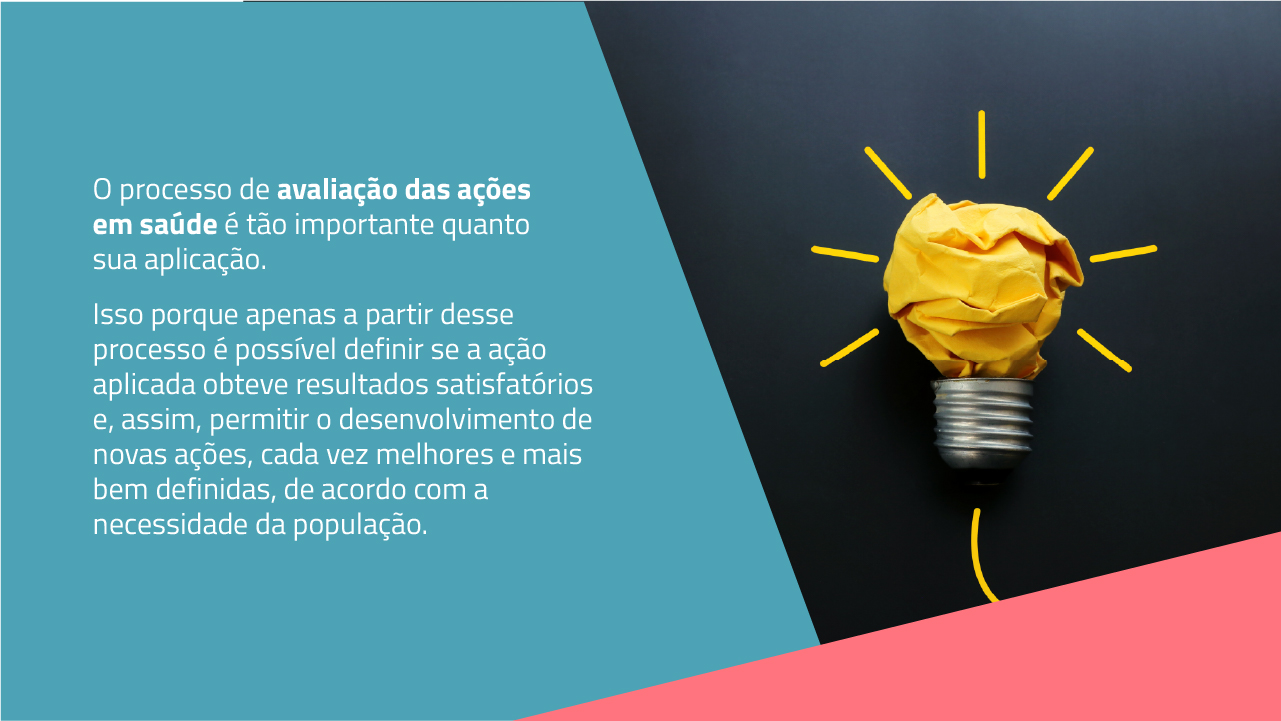 O processo de avaliação das ações
em saúde é tão importante quanto
sua aplicação.
Isso porque apenas a partir desse
processo é possível definir se a ação
aplicada obteve resultados satisfatórios
e, assim, permitir o desenvolvimento de
novas ações, cada vez melhores e mais
bem definidas, de acordo com a
necessidade da população.